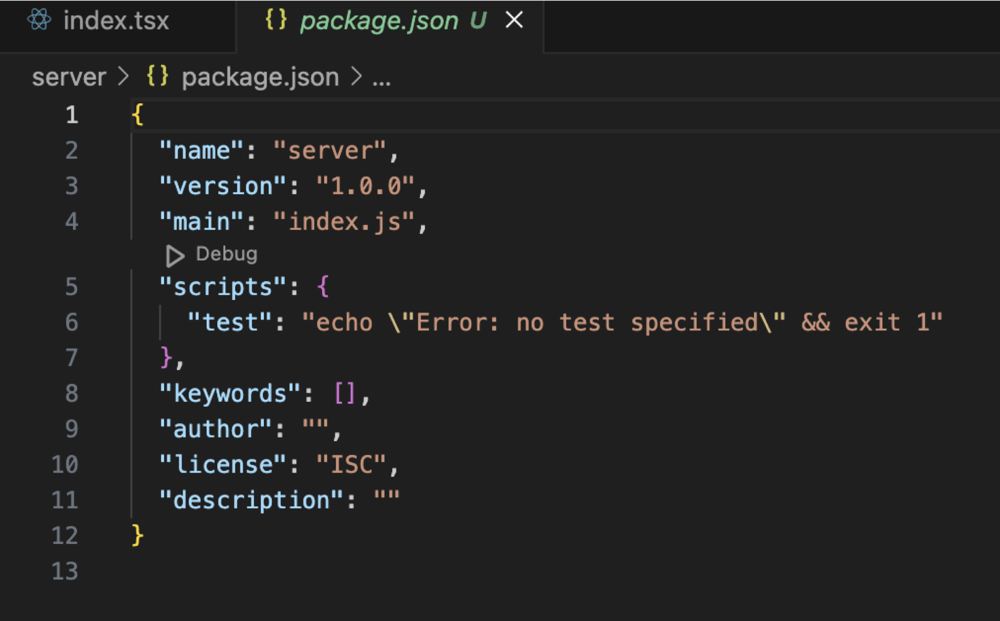 index.tsx {} package.json U
server > {} package.json > ...
1 {
2 "name": "server",
3 "version": "1.0.0",
4 "main": "index.js",
Debug
5 "scripts": {
6 "test": "echo \"Error: no test specified\" && exit 1"
7 },
8 "keywords": [],
9 "author": "",
10 "license": "ISC",
11 "description": ""
12 }
13